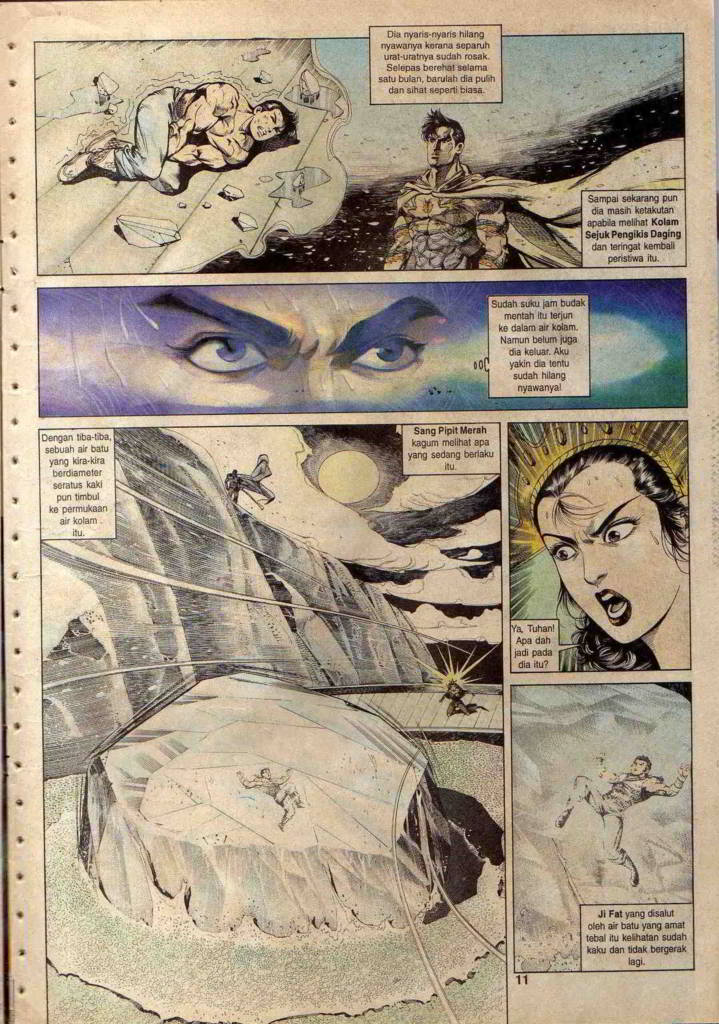 Dia nyaris-nyaris hilang
nyawanya kerana separuh
urat-uratnya sudah rosak.
Selepas berehat selama
satu bulan, barulah dia pulih
dan sihat seperti biasa.
Sampai sekarang pun
dia masih ketakutan
apabila melihat Kolam
Sejuk Pengikis Daging
dan teringat kembali
peristiwa itu.
Sudah suku jam budak
mentah itu terjun
ke dalam air kolam.
Namun belum juga
dia keluar. Aku
yakin dia tentu
sudah hilang
nyawanya!
Dengan tiba-tiba,
sebuah air batu
yang kira-kira
berdiameter
seratus kaki
pun timbul
ke permukaan
air kolam
itu.
Sang Pipit Merah
kagum melihat apa
yang sedang berlaku
itu.
Ya, Tuhan!
Apa dah
jadi pada
dia itu?
Ji Fat yang disalut
oleh air batu yang amat
tebal itu kelihatan sudah
kaku dan tidak bergerak
lagi.
11